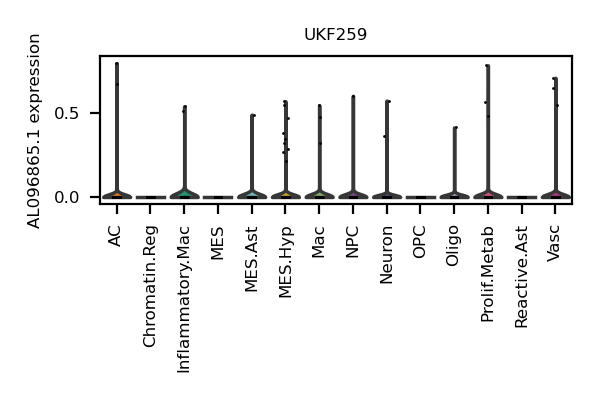 UKF259
AL096865.1 expression
0.5
0.0
AC
Chromatin.Reg
Inflammatory.Mac
MES
MES.Ast
MES.Hyp
Mac
NPC
Neuron
OPC
Oligo
Prolif.Metab
Reactive.Ast
Vasc